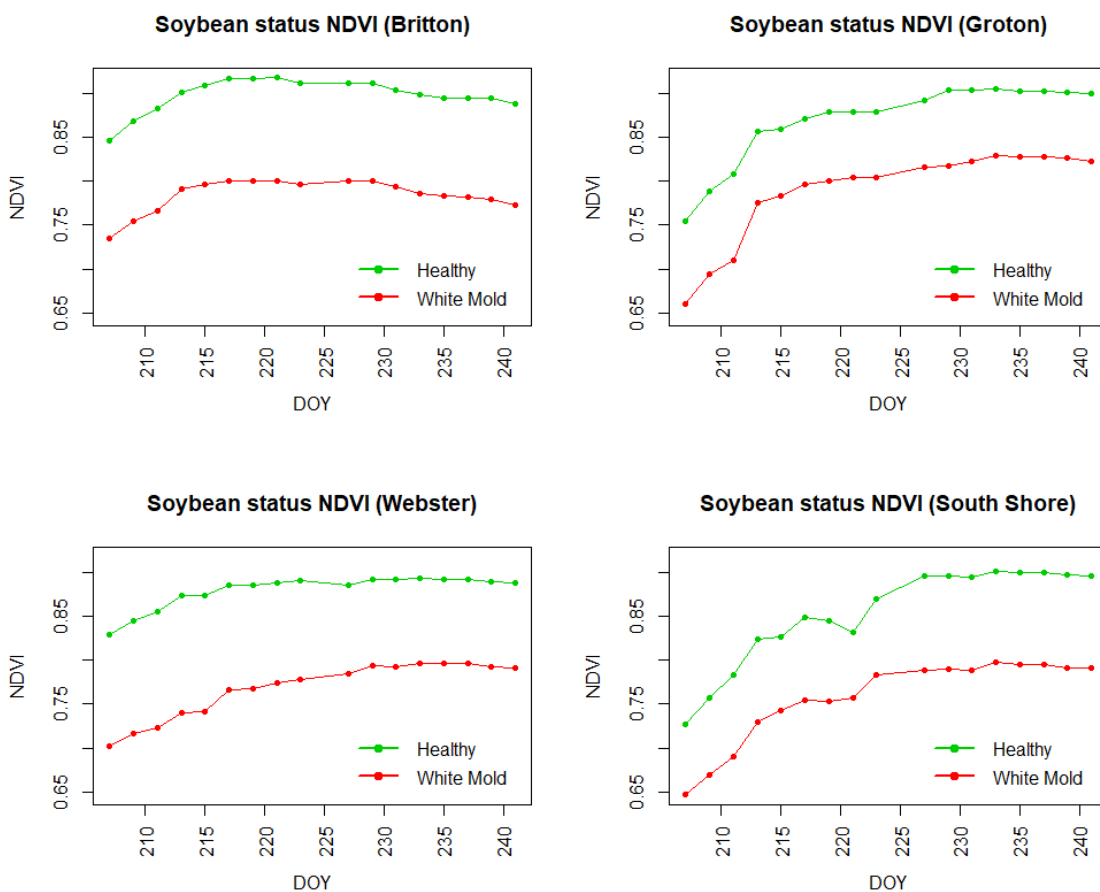 Soybean status NDVI (Britton)
NDVI
0.65 0.75 0.85
210 215 220 225 230 235 240
DOY
Healthy
White Mold
Soybean status NDVI (Groton)
NDVI
0.65 0.75 0.85
210 215 220 225 230 235 240
DOY
Healthy
White Mold
Soybean status NDVI (Webster)
NDVI
0.65 0.75 0.85
210 215 220 225 230 235 240
DOY
Healthy
White Mold
Soybean status NDVI (South Shore)
NDVI
0.65 0.75 0.85
210 215 220 225 230 235 240
DOY
Healthy
White Mold